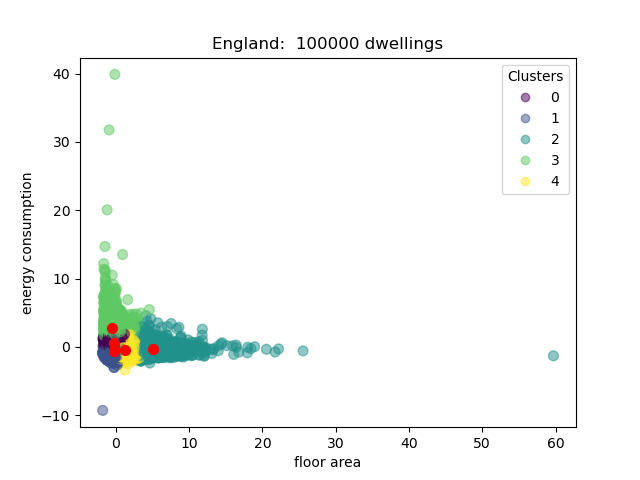 England:  100000 dwellings
Clusters
0
1
2
3
4
40
30
20
10
0
−10
energy consumption
0 10 20 30 40 50 60
floor area